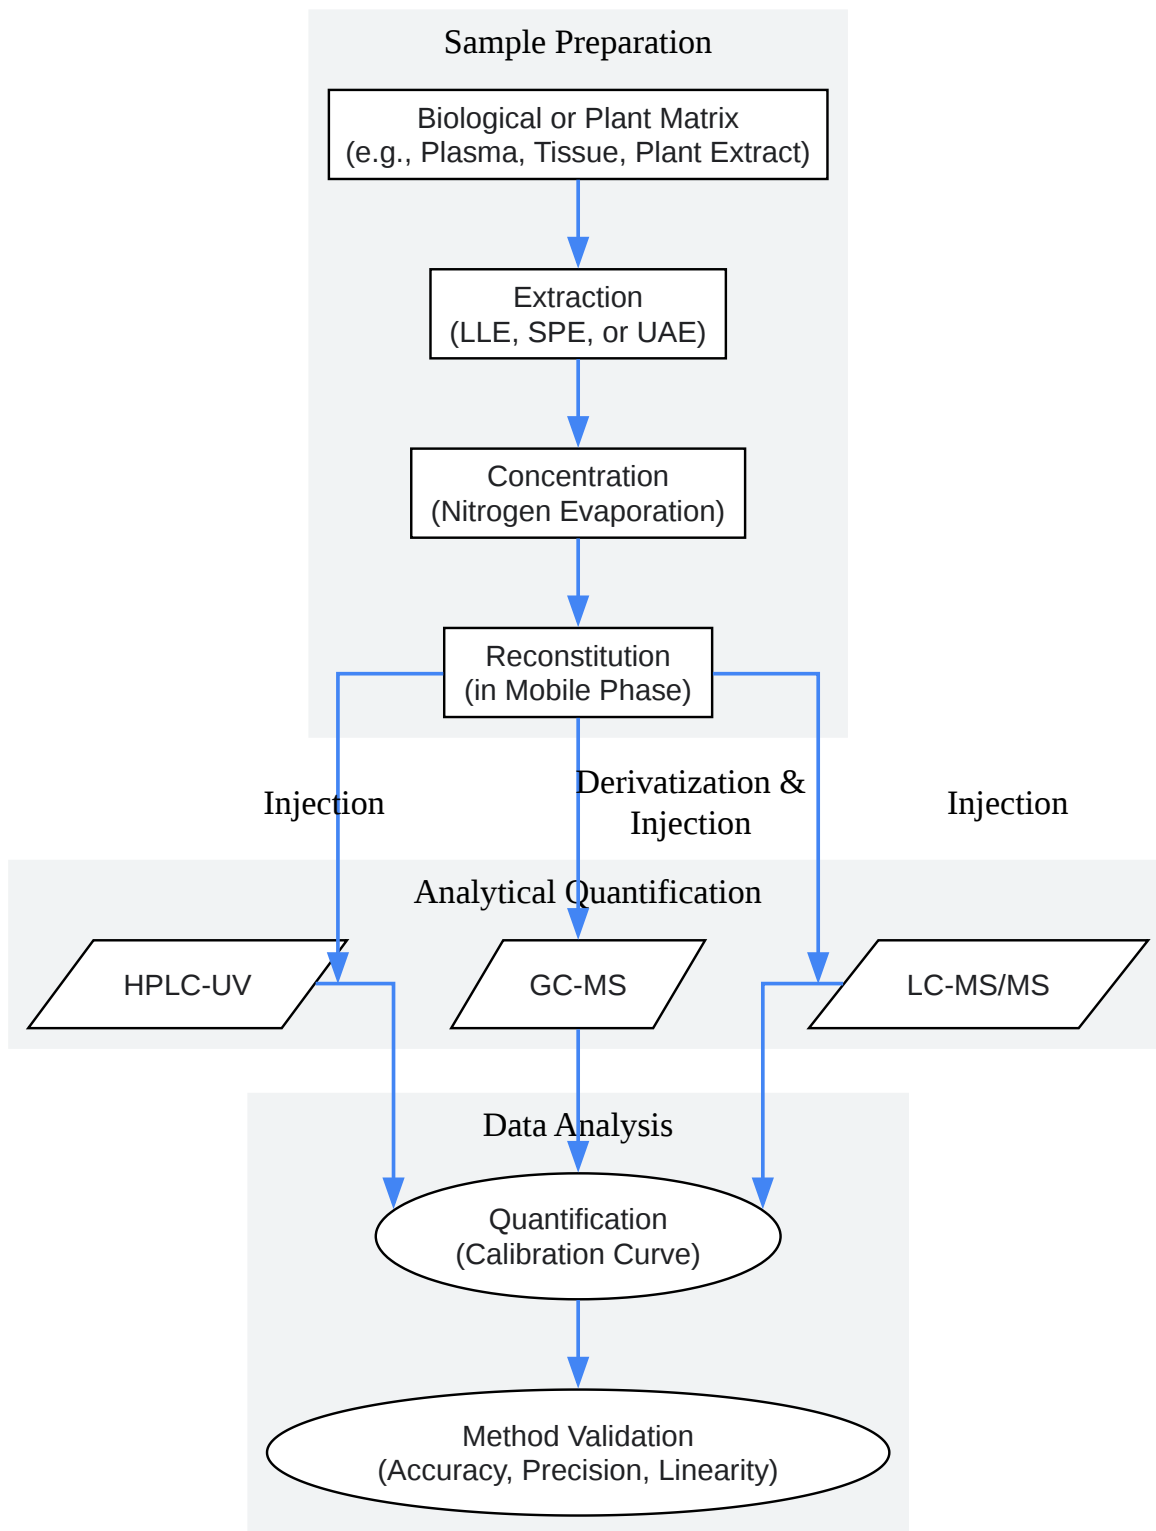 Sample Preparation
Biological or Plant Matrix
(e.g., Plasma, Tissue, Plant Extract)
Extraction
(LLE, SPE, or UAE)
Concentration
(Nitrogen Evaporation)
Reconstitution
(in Mobile Phase)
Injection
Derivatization &
Injection
Injection
Analytical Quantification
HPLC-UV
GC-MS
LC-MS/MS
Data Analysis
Quantification
(Calibration Curve)
Method Validation
(Accuracy, Precision, Linearity)